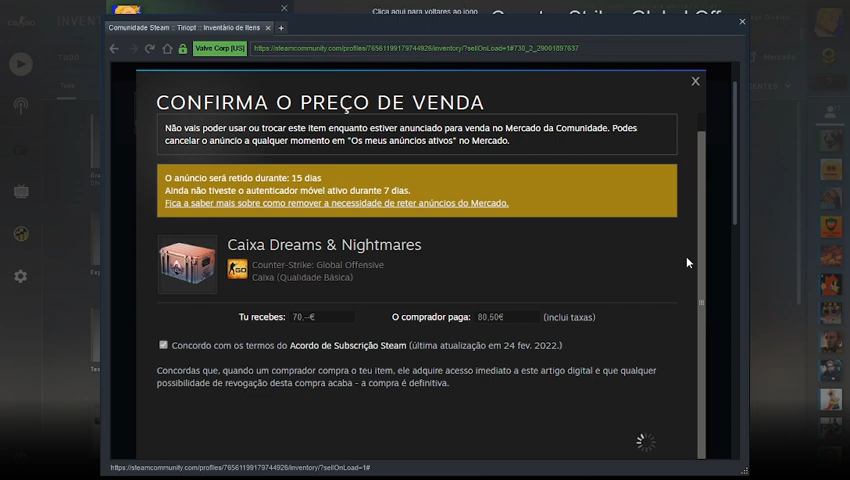 Clica aqui para voltares ao jogo
Comunidade Steam :: Tiriopt :: Inventário de Itens
Valve Corp [US]
https://steamcommunity.com/profiles/76561199179744926/inventory/?sellOnLoad=1#730_2_29001897637
TUDO
Mercado
CONFIRMA O PREÇO DE VENDA
X
Não vais poder usar ou trocar este item enquanto estiver anunciado para venda no Mercado da Comunidade. Podes
cancelar o anúncio a qualquer momento em "Os meus anúncios ativos" no Mercado.
O anúncio será retido durante: 15 dias
Ainda não tiveste o autenticador móvel ativo durante 7 dias.
Fica a saber mais sobre como remover a necessidade de reter anúncios do Mercado.
Caixa Dreams & Nightmares
Counter-Strike: Global Offensive
Caixa (Qualidade Básica)
Tu recebes: 70,--€ O comprador paga: 80,50€ (inclui taxas)
Concordo com os termos do Acordo de Subscrição Steam (última atualização em 24 fev. 2022.)
Concordas que, quando um comprador compra o teu item, ele adquire acesso imediato a este artigo digital e que qualquer
possibilidade de revogação desta compra acaba - a compra é definitiva.
https://steamcommunity.com/profiles/76561199179744926/inventory/?sellOnLoad=1#